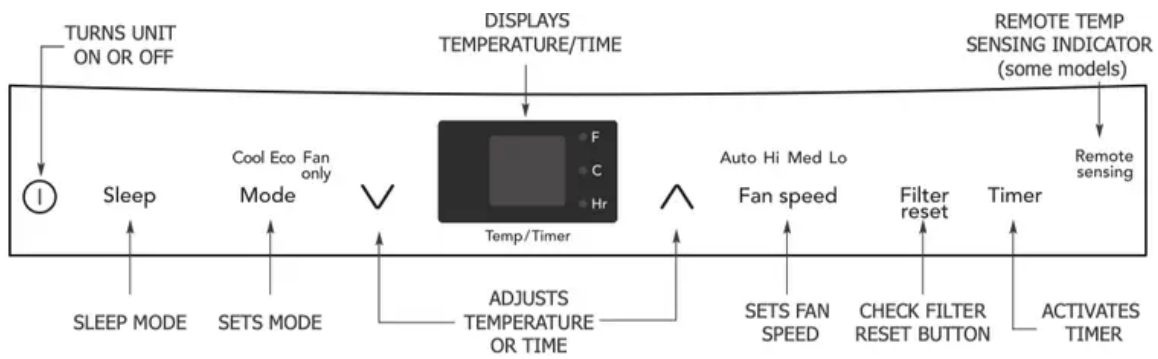 TURNS UNIT
ON OR OFF
DISPLAYS
TEMPERATURE/TIME
REMOTE TEMP
SENSING INDICATOR
(some models)
Cool Eco Fan
only
F
C
Hr
Auto Hi Med Lo
Remote
sensing
Sleep
Mode
Fan speed
Filter
reset
Timer
Temp/Timer
SLEEP MODE
SETS MODE
ADJUSTS
TEMPERATURE
OR TIME
SETS FAN
SPEED
CHECK FILTER
RESET BUTTON
ACTIVATES
TIMER